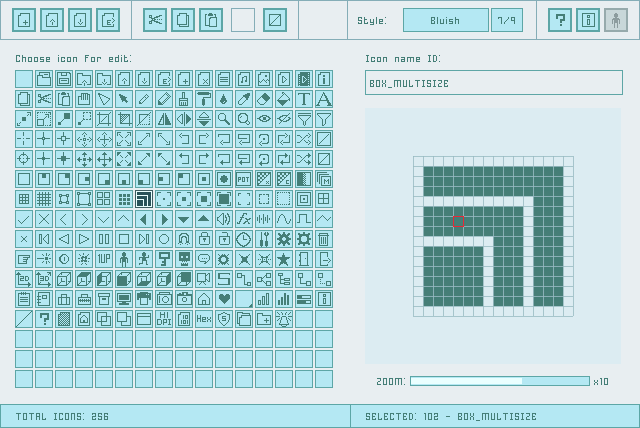 Style: Bluish 7/9
Choose icon for edit:
Icon name ID:
BOX_MULTISIZE
ZOOM: x10
TOTAL ICONS: 256
SELECTED: 102 - BOX_MULTISIZE